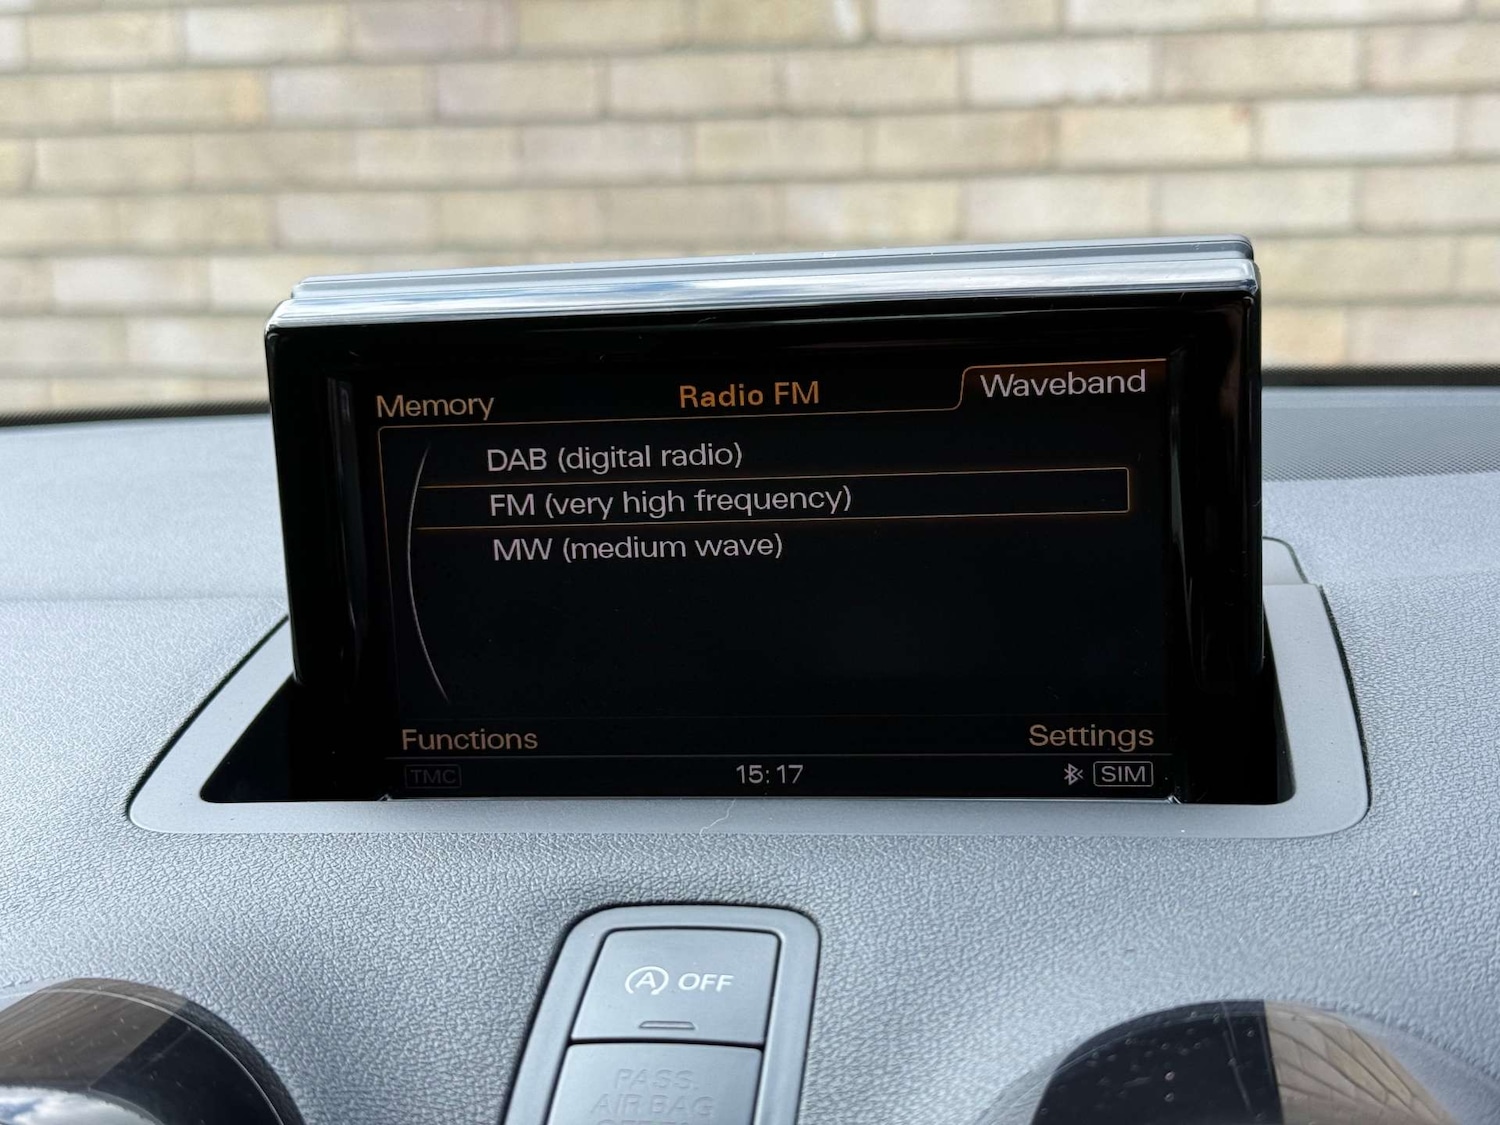 Memory
Radio FM
Waveband
DAB (digital radio)
FM (very high frequency)
MW (medium wave)
Functions
Settings
TMC
15:17
SIM
A OFF
PASS.
AIR BAG